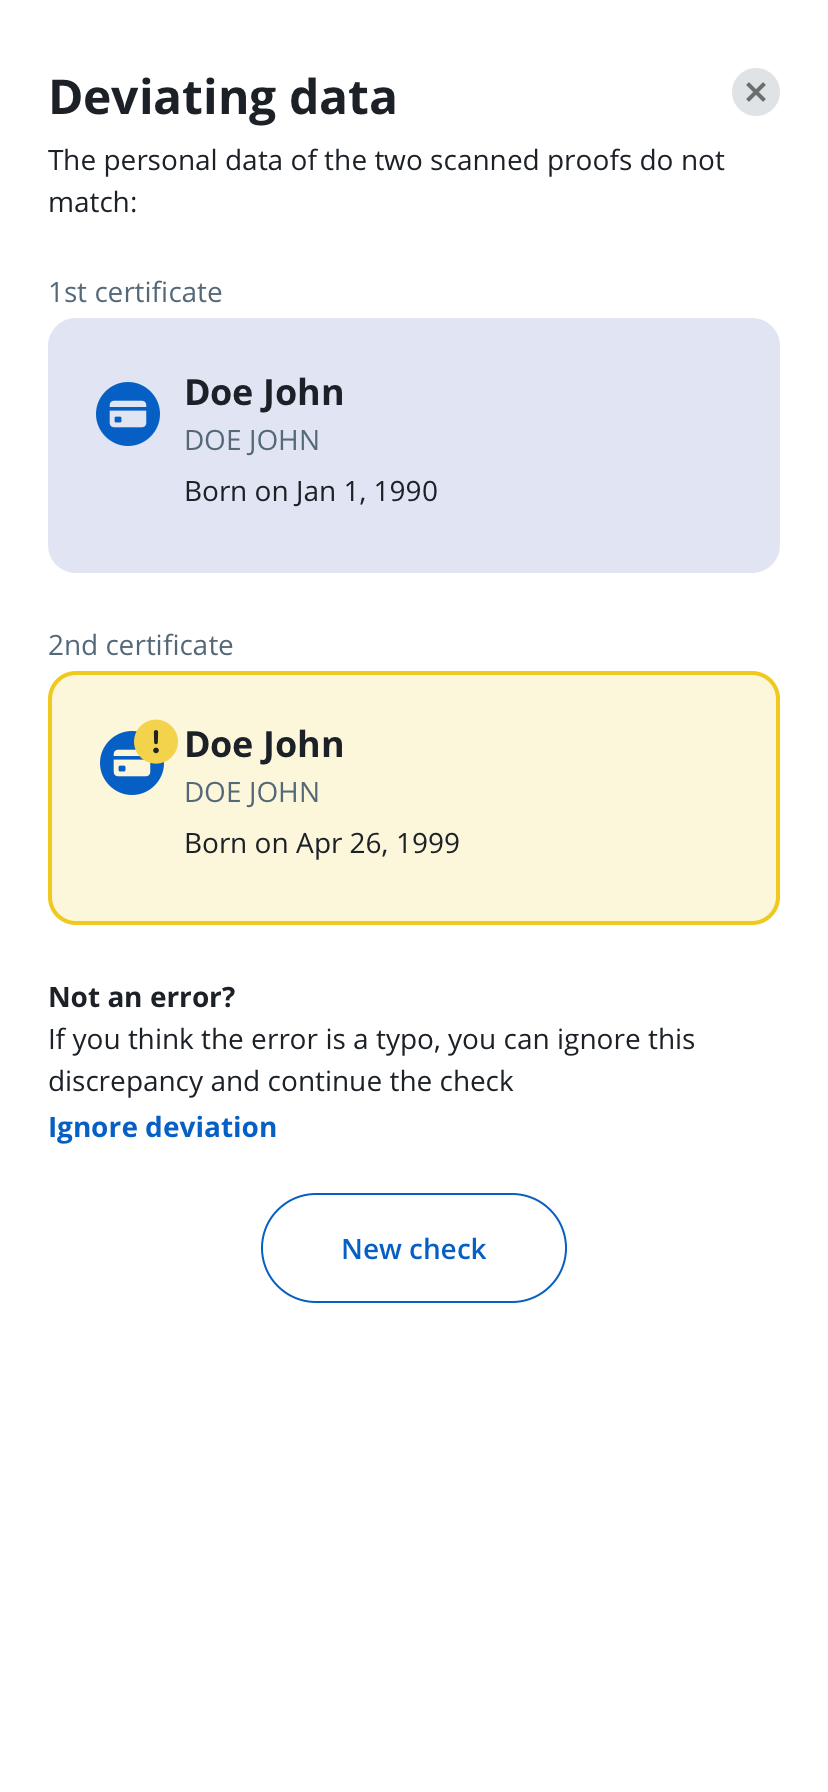 Deviating data
The personal data of the two scanned proofs do not
match:
1st certificate
Doe John
DOE JOHN
Born on Jan 1, 1990
2nd certificate
!
Doe John
DOE JOHN
Born on Apr 26, 1999
Not an error?
If you think the error is a typo, you can ignore this
discrepancy and continue the check
Ignore deviation
New check